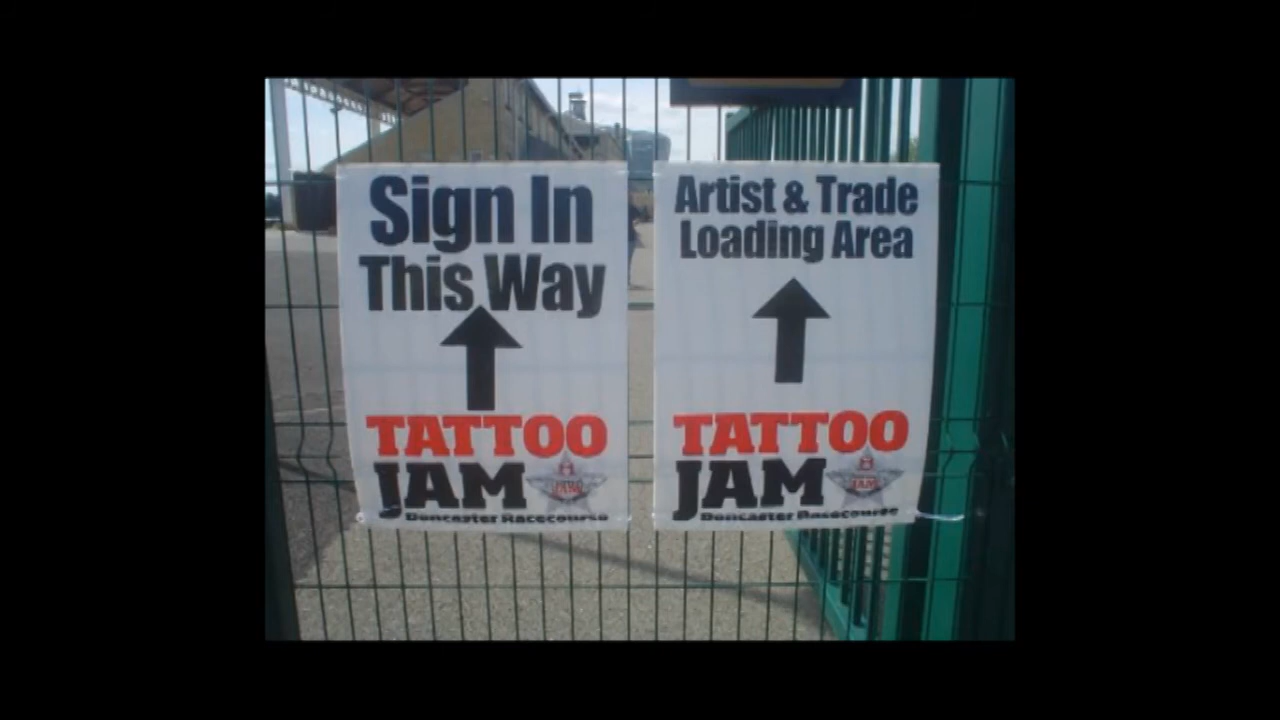 Sign In
This Way
TATTOO
JAM
Doncaster Racecourse
Artist & Trade
Loading Area
TATTOO
JAM
Doncaster Racecourse